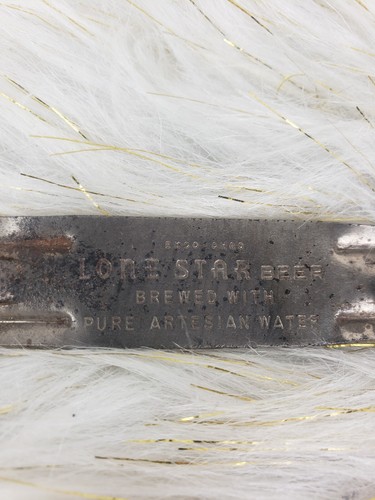 LONE STAR BEER
BREWED WITH
PURE ARTESIAN WATER